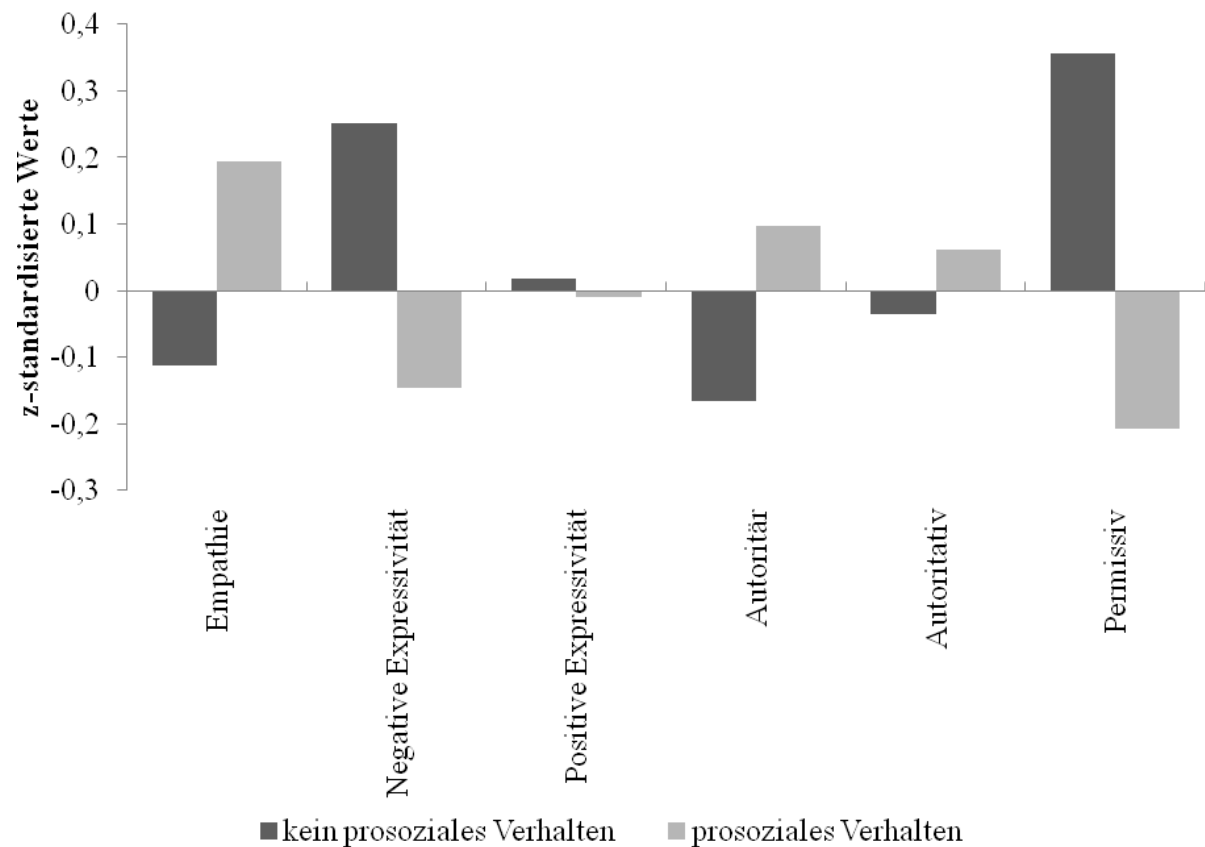 z-standardisierte Werte
0,4
0,3
0,2
0,1
0
-0,1
-0,2
-0,3
Empathie
Negative Expressivität
Positive Expressivität
Autoritär
Autoritativ
Permissiv
kein prosoziales Verhalten
prosoziales Verhalten